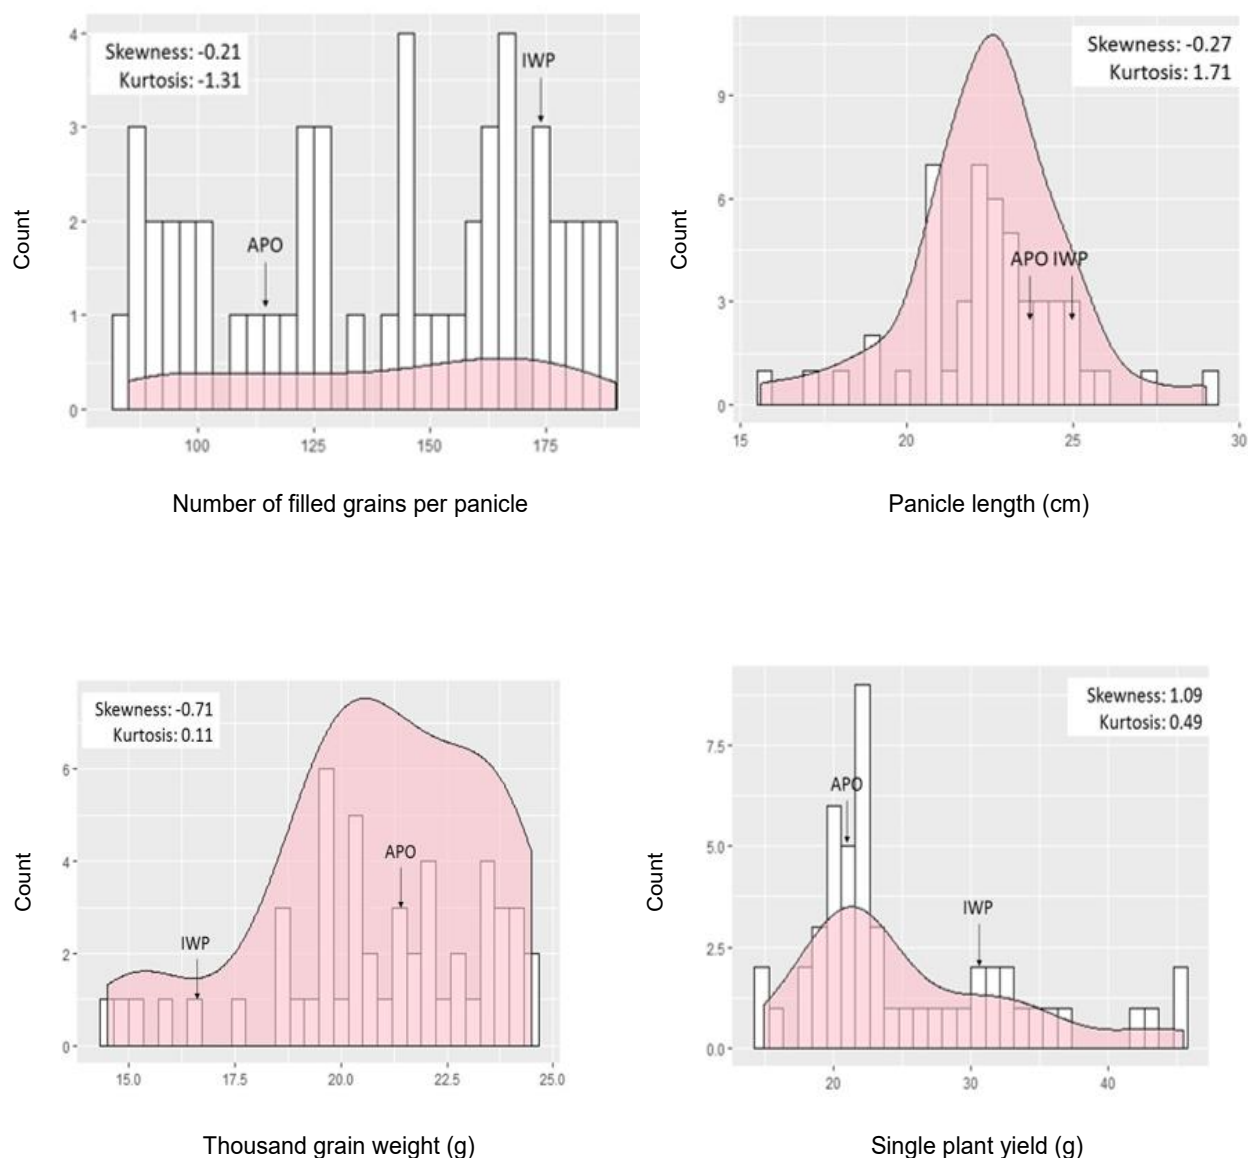 Skewness: -0.21
Kurtosis: -1.31
IWP
APO
4
3
2
1
0
Count
100 125 150 175
Number of filled grains per panicle
Skewness: -0.27
Kurtosis: 1.71
APO IWP
9
6
3
0
Count
15 20 25 30
Panicle length (cm)
Skewness: -0.71
Kurtosis: 0.11
APO
IWP
6
4
2
0
Count
15.0 17.5 20.0 22.5 25.0
Thousand grain weight (g)
Skewness: 1.09
Kurtosis: 0.49
APO
IWP
7.5
5.0
2.5
0.0
Count
20 30 40
Single plant yield (g)